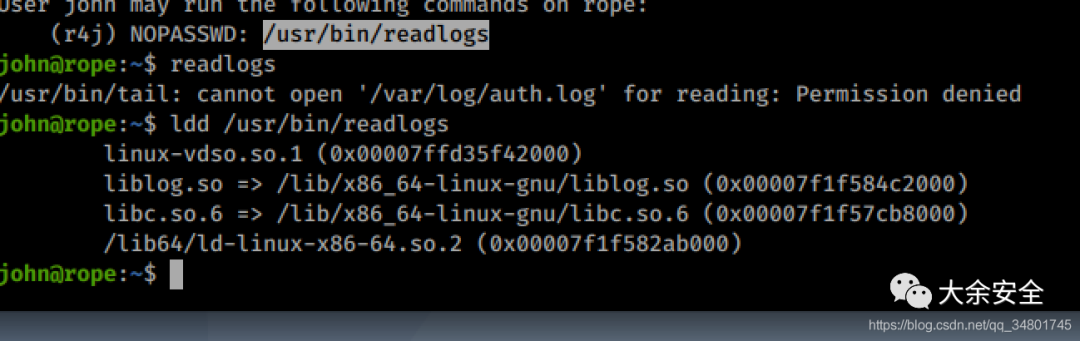 User john may run the following commands on rope:
(r4j) NOPASSWD: /usr/bin/readlogs
john@rope:~$ readlogs
/usr/bin/tail: cannot open '/var/log/auth.log' for reading: Permission denied
john@rope:~$ ldd /usr/bin/readlogs
linux-vdso.so.1 (0x00007ffd35f42000)
liblog.so => /lib/x86_64-linux-gnu/liblog.so (0x00007f1f584c2000)
libc.so.6 => /lib/x86_64-linux-gnu/libc.so.6 (0x00007f1f57cb8000)
/lib64/ld-linux-x86-64.so.2 (0x00007f1f582ab000)
john@rope:~$
大余安全
https://blog.csdn.net/qq_34801745